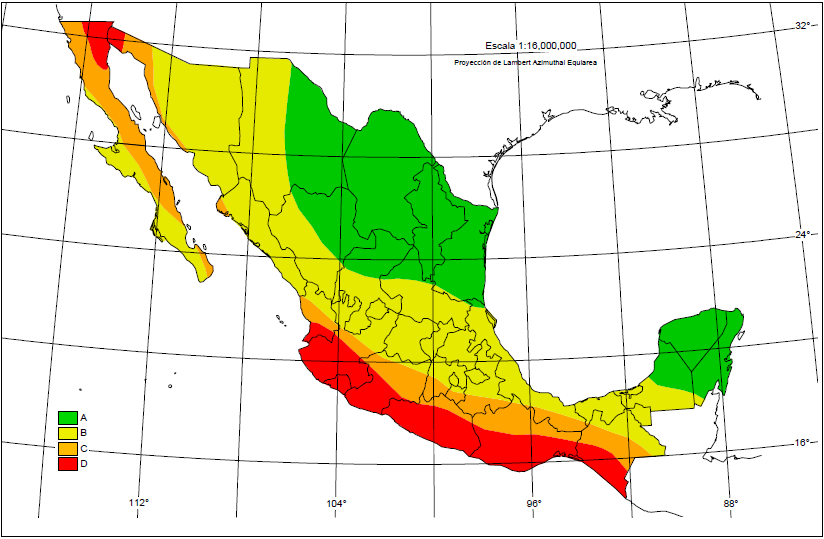 Escala 1:16,000,000
Proyección de Lambert Azimuthal Equiarea
32°
24°
16°
A
B
C
D
112°
104°
96°
88°